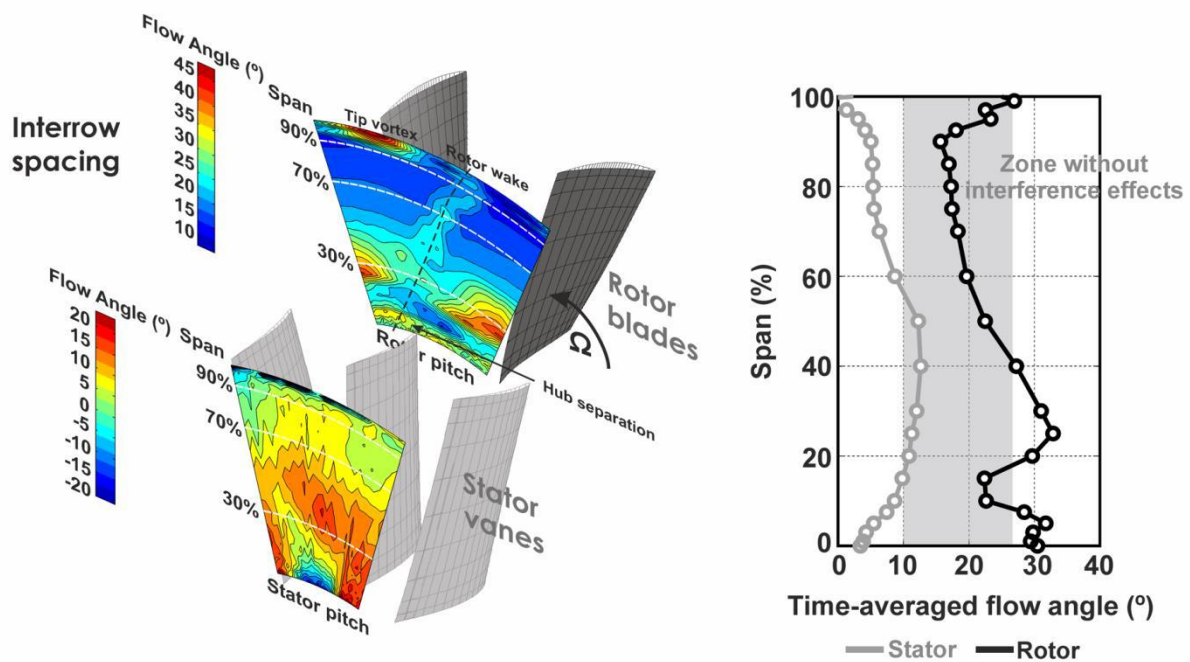 Flow Angle (º)
45
40
35
30
25
20
15
10
Interrow
spacing
Span
90%
70%
30%
Tip vortex
Rotor wake
Rotor pitch
Rotor
blades
Ω
Hub separation
Flow Angle (º)
20
15
10
5
0
-5
-10
-15
-20
Span
90%
70%
30%
Stator
vanes
Stator pitch
Span (%)
100
80
60
40
20
0
Zone without
interference effects
0 10 20 30 40
Time-averaged flow angle (º)
Stator Rotor